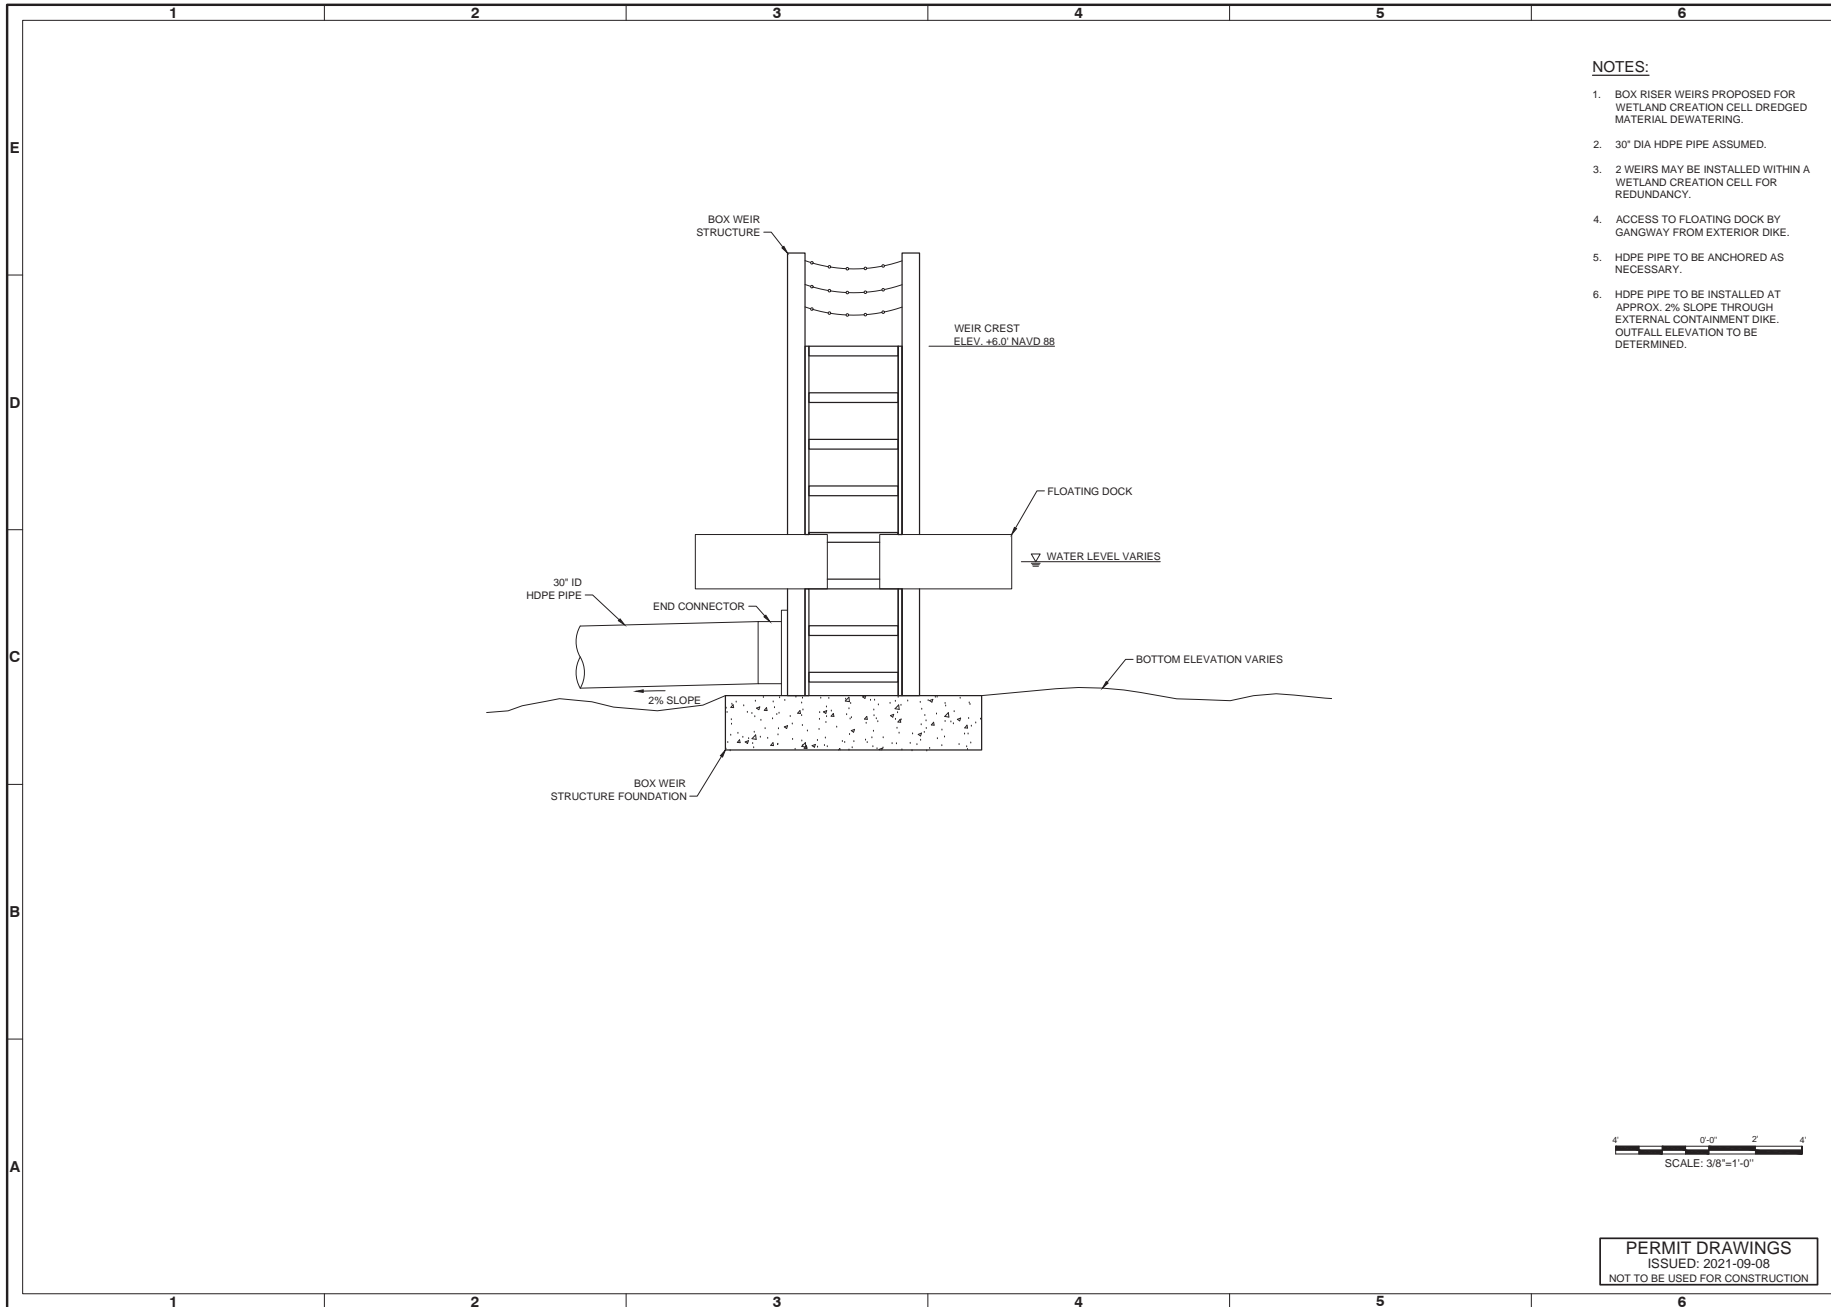 1 2 3 4 5 6
NOTES:
1. BOX RISER WEIRS PROPOSED FOR
WETLAND CREATION CELL DREDGED
MATERIAL DEWATERING.
2. 30" DIA HDPE PIPE ASSUMED.
3. 2 WEIRS MAY BE INSTALLED WITHIN A
WETLAND CREATION CELL FOR
REDUNDANCY.
4. ACCESS TO FLOATING DOCK BY
GANGWAY FROM EXTERIOR DIKE.
5. HDPE PIPE TO BE ANCHORED AS
NECESSARY.
6. HDPE PIPE TO BE INSTALLED AT
APPROX. 2% SLOPE THROUGH
EXTERNAL CONTAINMENT DIKE.
OUTFALL ELEVATION TO BE
DETERMINED.
E
BOX WEIR
STRUCTURE
WEIR CREST
ELEV. +6.0' NAVD 88
D
FLOATING DOCK
WATER LEVEL VARIES
30" ID
HDPE PIPE
END CONNECTOR
C
BOTTOM ELEVATION VARIES
2% SLOPE
BOX WEIR
STRUCTURE FOUNDATION
B
A
4' 0'-0" 2' 4'
SCALE: 3/8"=1'-0"
PERMIT DRAWINGS
ISSUED: 2021-09-08
NOT TO BE USED FOR CONSTRUCTION
1 2 3 4 5 6